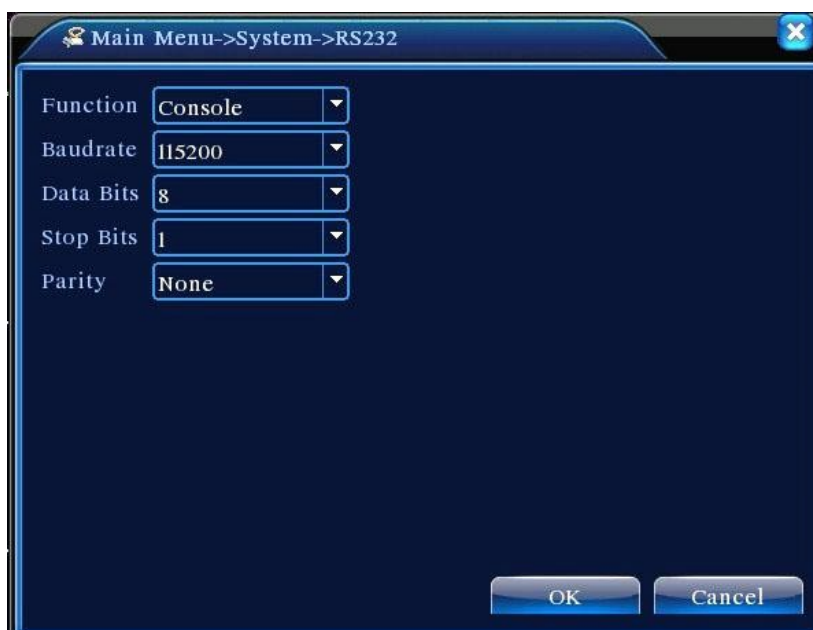 Main Menu->System->RS232
Function Console
Baudrate 115200
Data Bits 8
Stop Bits 1
Parity None
OK Cancel